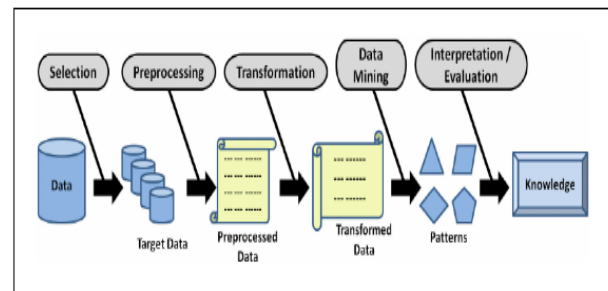 Selection
Preprocessing
Transformation
Data
Mining
Interpretation /
Evaluation
Data
Target Data
Preprocessed
Data
Transformed
Data
Patterns
Knowledge